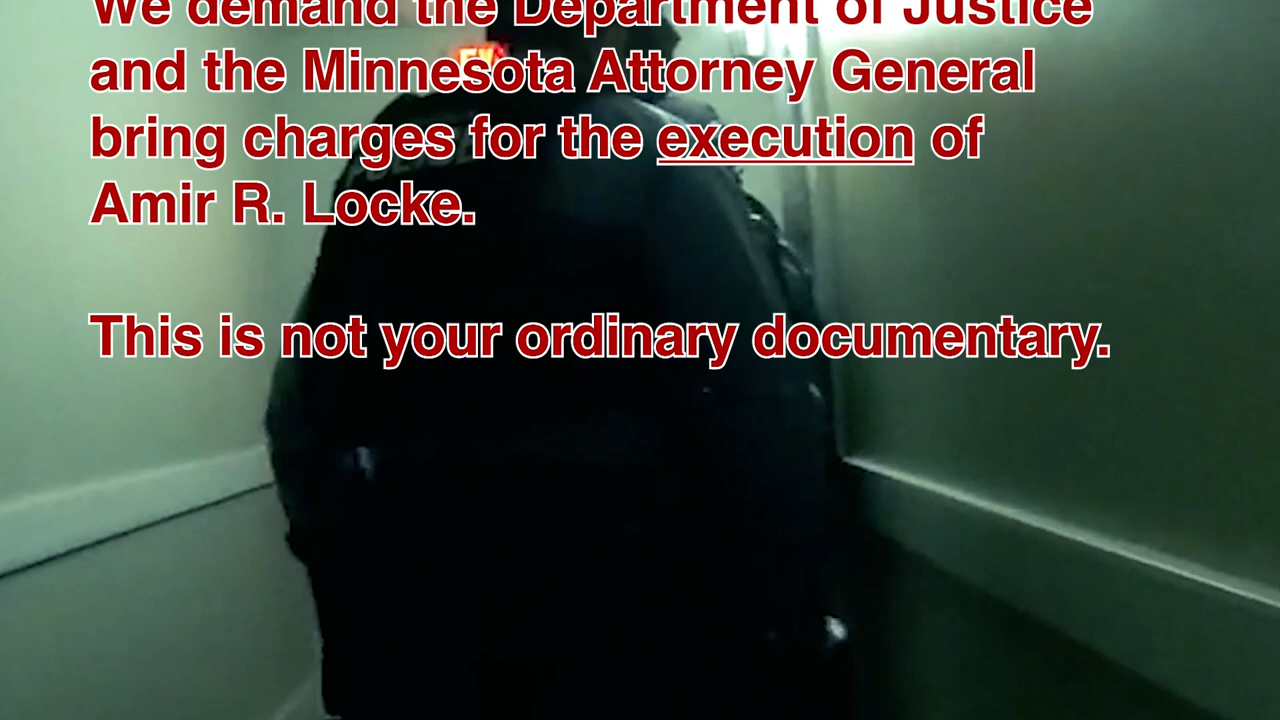 We demand the Department of Justice
and the Minnesota Attorney General
bring charges for the execution of
Amir R. Locke.
This is not your ordinary documentary.